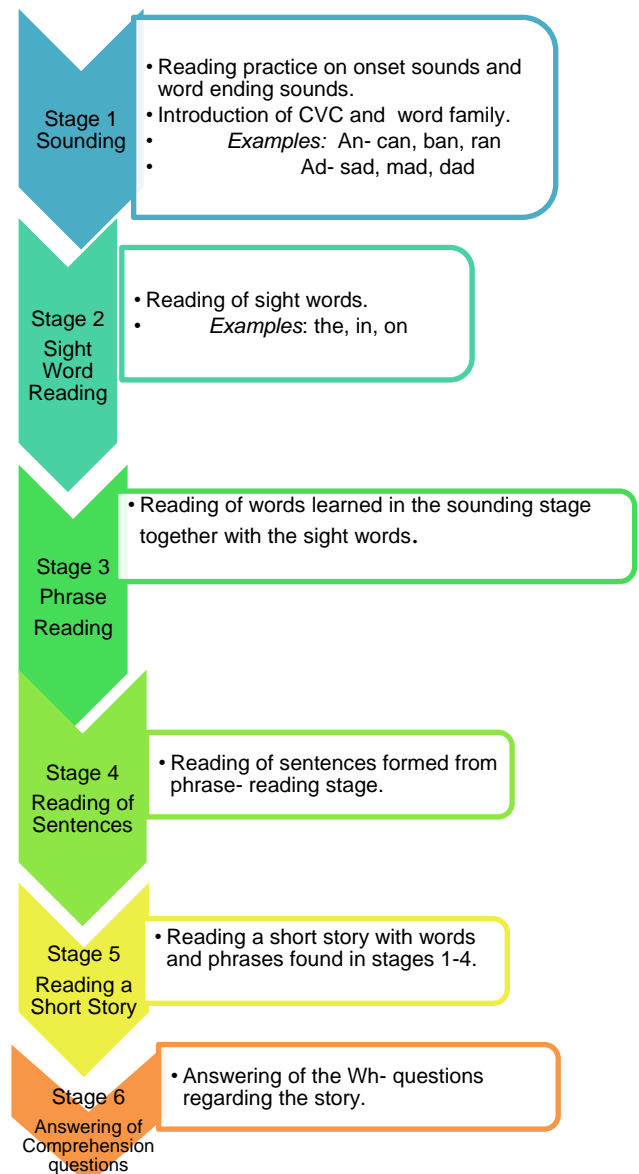 Stage 1
Sounding
• Reading practice on onset sounds and
word ending sounds.
• Introduction of CVC and word family.
• Examples: An- can, ban, ran
• Ad- sad, mad, dad
Stage 2
Sight
Word
Reading
• Reading of sight words.
• Examples: the, in, on
Stage 3
Phrase
Reading
• Reading of words learned in the sounding stage
together with the sight words.
Stage 4
Reading of
Sentences
• Reading of sentences formed from
phrase- reading stage.
Stage 5
Reading a
Short Story
• Reading a short story with words
and phrases found in stages 1-4.
Stage 6
Answering of
Comprehension
questions
• Answering of the Wh- questions
regarding the story.